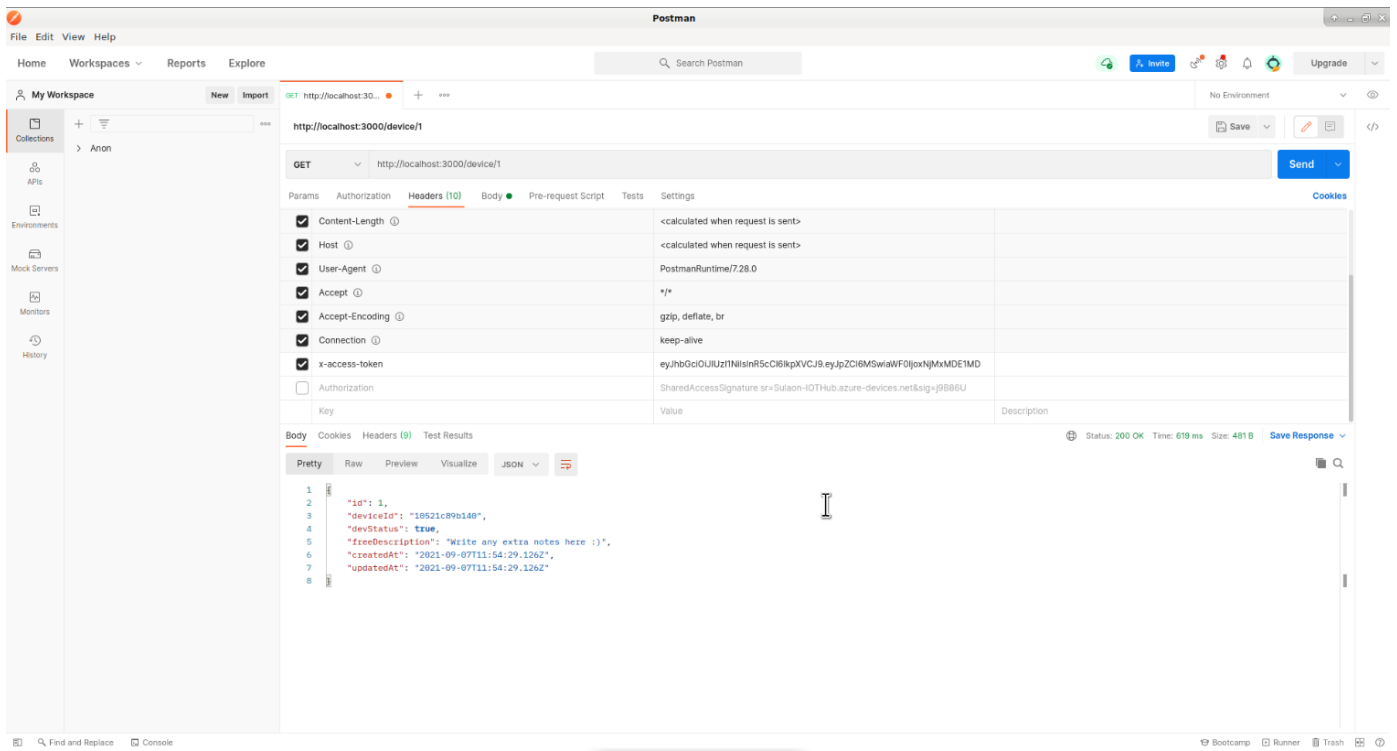 Postman
File Edit View Help
Home Workspaces Reports Explore Search Postman Invite Upgrade
My Workspace New Import GET http://localhost:30... No Environment
Collections
Anon
http://localhost:3000/device/1 Save
APIs
GET http://localhost:3000/device/1 Send
Params Authorization Headers (10) Body Pre-request Script Tests Settings Cookies
Environments
Content-Length <calculated when request is sent>
Host <calculated when request is sent>
Mock Servers
User-Agent PostmanRuntime/7.28.0
Accept */*
Monitors
Accept-Encoding gzip, deflate, br
Connection keep-alive
History
x-access-token
Authorization SharedAccessSignature sr=Sulaon-IOTHub.azure-devices.net&sig=j9B86U
Key Value Description
Body Cookies Headers (9) Test Results Status: 200 OK Time: 619 ms Size: 481 B Save Response
Pretty Raw Preview Visualize JSON
1 {
2 "id": 1,
3 "deviceId": "10521c89b140",
4 "devStatus": true,
5 "freeDescription": "Write any extra notes here :)",
6 "createdAt": "2021-09-07T11:54:29.126Z",
7 "updatedAt": "2021-09-07T11:54:29.126Z"
8 }
Find and Replace Console Bootcamp Runner Trash